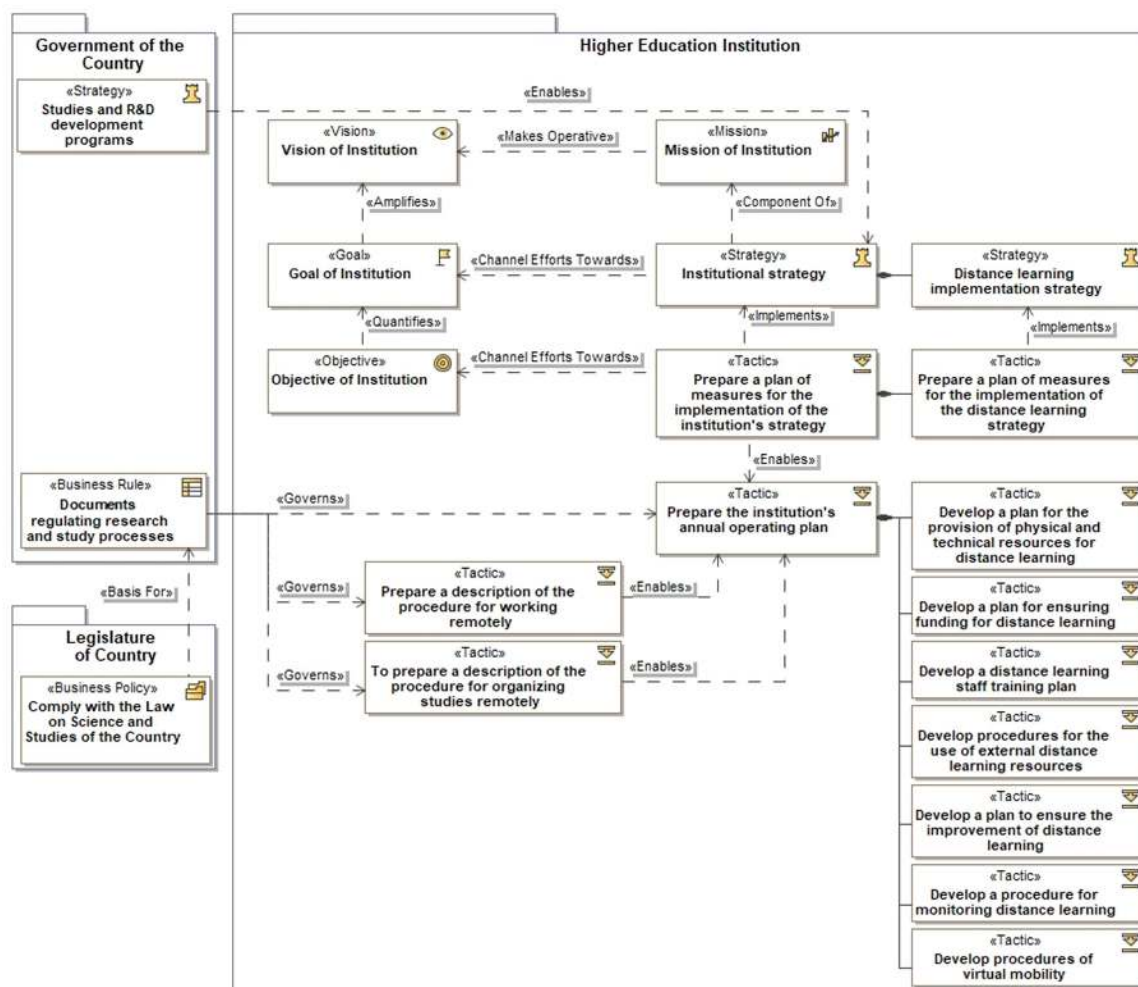 Government of the
Country
Higher Education Institution
«Strategy»
Studies and R&D
development
programs
«Enables»
«Vision»
Vision of Institution
«Makes Operative»
«Mission»
Mission of Institution
«Amplifies»
«Component Of»
«Goal»
Goal of Institution
«Channel Efforts Towards»
«Strategy»
Institutional strategy
«Strategy»
Distance learning
implementation strategy
«Quantifies»
«Implements»
«Implements»
«Objective»
Objective of Institution
«Channel Efforts Towards»
«Tactic»
Prepare a plan of
measures for the
implementation of the
institution's strategy
«Tactic»
Prepare a plan of measures
for the implementation of
the distance learning
strategy
«Enables»
«Business Rule»
Documents
regulating research
and study processes
«Governs»
«Tactic»
Prepare the institution's
annual operating plan
«Tactic»
Develop a plan for the
provision of physical and
technical resources for
distance learning
«Basis For»
«Governs»
«Tactic»
Prepare a description of the
procedure for working
remotely
«Enables»
«Tactic»
Develop a plan for ensuring
funding for distance learning
Legislature
of Country
«Business Policy»
Comply with the Law
on Science and
Studies of the Country
«Governs»
«Tactic»
To prepare a description of the
procedure for organizing
studies remotely
«Enables»
«Tactic»
Develop a distance learning
staff training plan
«Tactic»
Develop procedures for the
use of external distance
learning resources
«Tactic»
Develop a plan to ensure the
improvement of distance
learning
«Tactic»
Develop a procedure for
monitoring distance learning
«Tactic»
Develop procedures of
virtual mobility